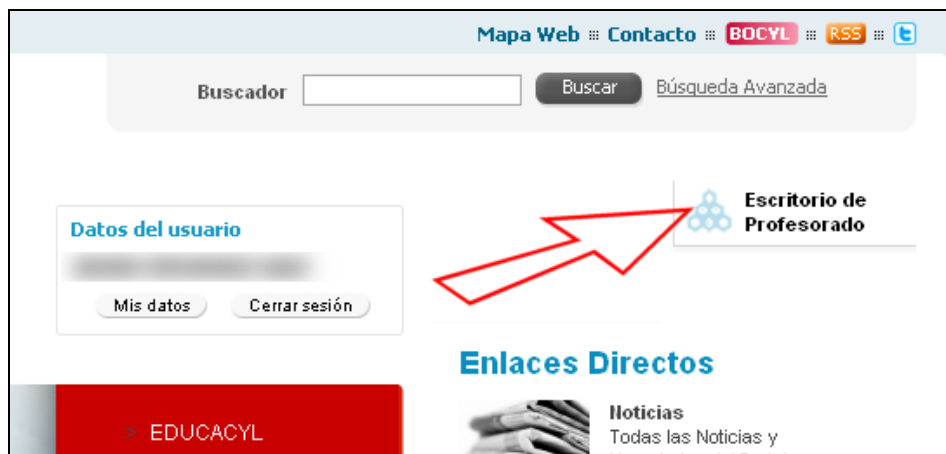 Mapa Web Contacto BOCYL RSS
Buscador Buscar Búsqueda Avanzada
Escritorio de
Profesorado
Datos del usuario
Mis datos Cerrar sesión
Enlaces Directos
Noticias
Todas las Noticias y
> EDUCACYL